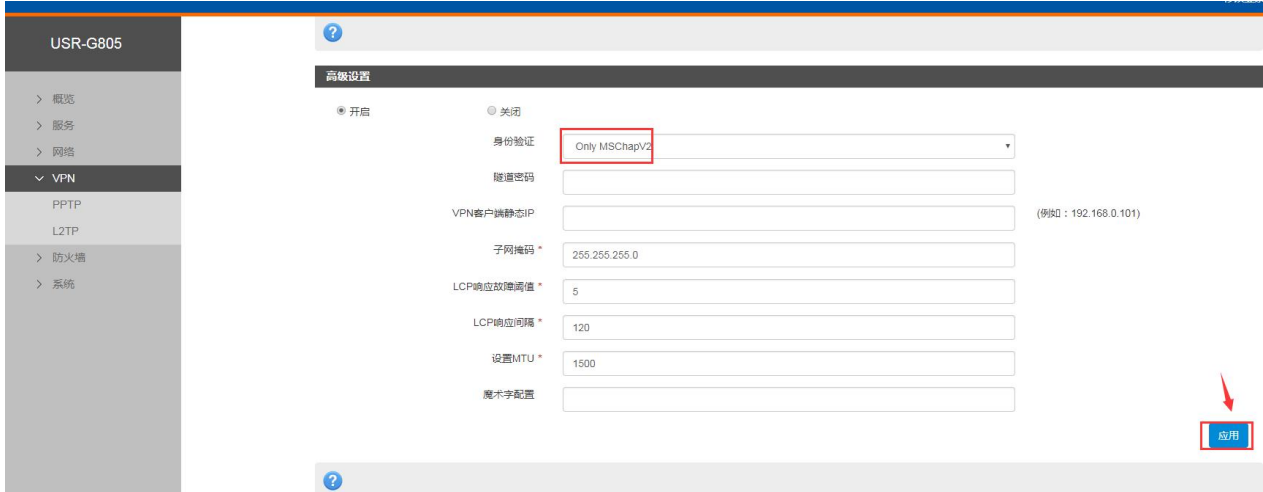 USR-G805
概览
服务
网络
VPN
PPTP
L2TP
防火墙
系统
?
高级设置
开启 关闭
身份验证 Only MSChapV2
隧道密码
VPN客户端静态IP (例如：192.168.0.101)
子网掩码 * 255.255.255.0
LCP响应故障阈值 * 5
LCP响应间隔 * 120
设置MTU * 1500
魔术字配置
应用
?